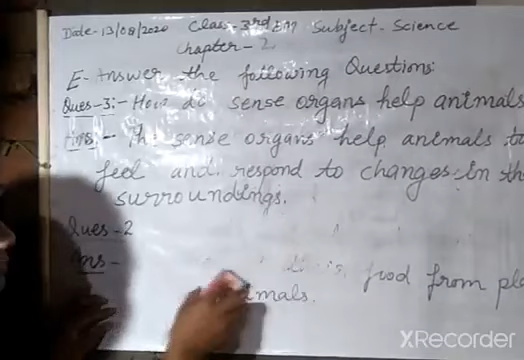 Date-13/08/2020 Class-3rd EM Subject-Science
Chapter-2
E-Answer the following Questions:
Ques-3:- How do sense organs help animals
Ans- The sense organs help animals to
feel and respond to changes in the
surroundings.
Ques-2
Ans-
food from
XRecorder